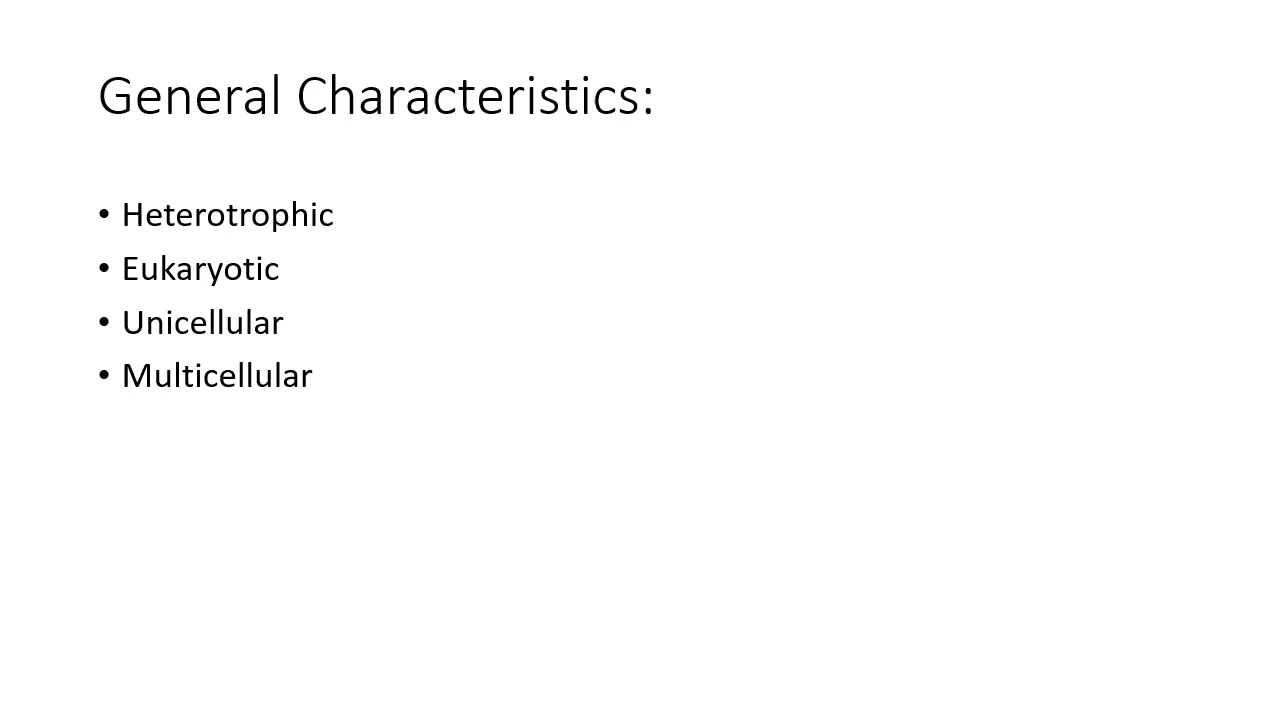 General Characteristics:
• Heterotrophic
• Eukaryotic
• Unicellular
• Multicellular